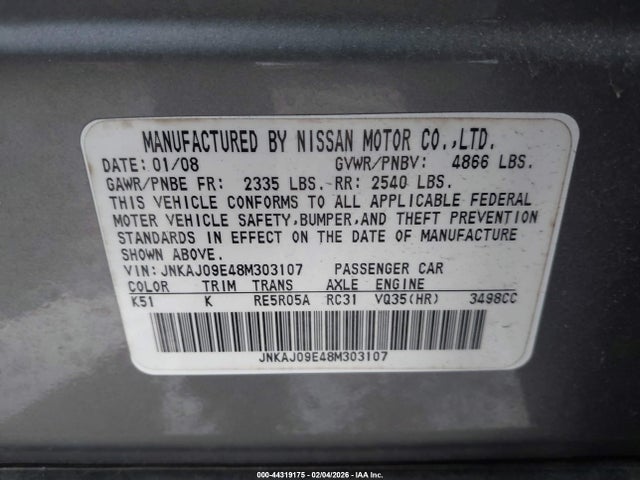 MANUFACTURED BY NISSAN MOTOR CO.,LTD.
DATE: 01/08 GVWR/PNBV: 4866 LBS.
GAWR/PNBE FR: 2335 LBS. RR: 2540 LBS.
THIS VEHICLE CONFORMS TO ALL APPLICABLE FEDERAL
MOTOR VEHICLE SAFETY,BUMPER,AND THEFT PREVENTION
STANDARDS IN EFFECT ON THE DATE OF MANUFACTURE
SHOWN ABOVE.
VIN: JNKAJ09E48M303107 PASSENGER CAR
COLOR TRIM TRANS AXLE ENGINE
K51 K RE5R05A RC31 VQ35(HR) 3498CC
JNKAJ09E48M303107
000-44319175 - 02/04/2026 - IAA Inc.